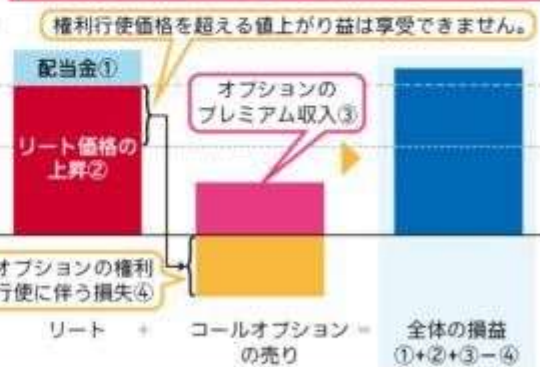 権利行使価格を超える値上がり益は享受できません。
配当金①
オプションの
プレミアム収入③
リート価格の
上昇②
オプションの権利
行使に伴う損失④
リート
+
コールオプション
の売り
=
全体の損益
①+②+③-④